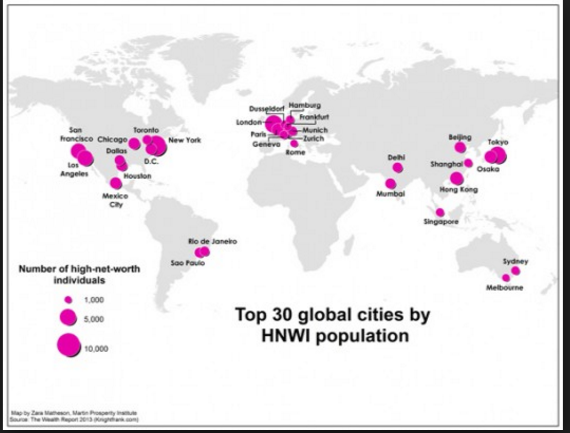 Hamburg
Dusseldorf
Frankfurt
London
Munich
Paris
Zurich
Geneva
Rome
San
Francisco
Chicago
Toronto
New York
Dallas
D.C.
Los
Angeles
Houston
Mexico
City
Beijing
Tokyo
Delhi
Shanghai
Osaka
Mumbai
Hong Kong
Singapore
Rio de Janeiro
Sao Paulo
Sydney
Melbourne
Number of high-net-worth
individuals
1,000
5,000
10,000
Top 30 global cities by
HNWI population
Map by Zara Matheson, Martin Prosperity Institute
Source: The Wealth Report 2013 (Knightfrank.com)